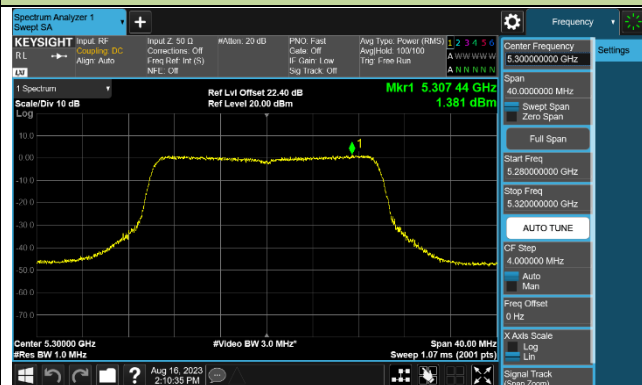 Spectrum Analyzer 1
Swept SA
+
Frequency
KEYSIGHT
Input: RF
Coupling: DC
Align: Auto
Input Z: 50 Ω
Corrections: Off
Freq Ref: Int (S)
NFE: Off
#Atten: 20 dB
PNO: Fast
Gate: Off
IF Gain: Low
Sig Track: Off
Avg Type: Power (RMS)
Avg|Hold: 100/100
Trig: Free Run
1 2 3 4 5 6
A W W W W W
A N N N N N
RL
LXI
1 Spectrum
Scale/Div 10 dB
Log
Ref Lvl Offset 22.40 dB
Ref Level 20.00 dBm
Mkr1 5.307 44 GHz
1.381 dBm
10.0
0.00
-10.0
-20.0
-30.0
-40.0
-50.0
-60.0
-70.0
1
Center 5.30000 GHz
#Res BW 1.0 MHz
#Video BW 3.0 MHz*
Span 40.00 MHz
Sweep 1.07 ms (2001 pts)
Aug 16, 2023
2:10:35 PM
Center Frequency
5.300000000 GHz
Settings
Span
40.0000000 MHz
Swept Span
Zero Span
Full Span
Start Freq
5.280000000 GHz
Stop Freq
5.320000000 GHz
AUTO TUNE
CF Step
4.000000 MHz
Auto
Man
Freq Offset
0 Hz
X Axis Scale
Log
Lin
Signal Track
(Span Zoom)